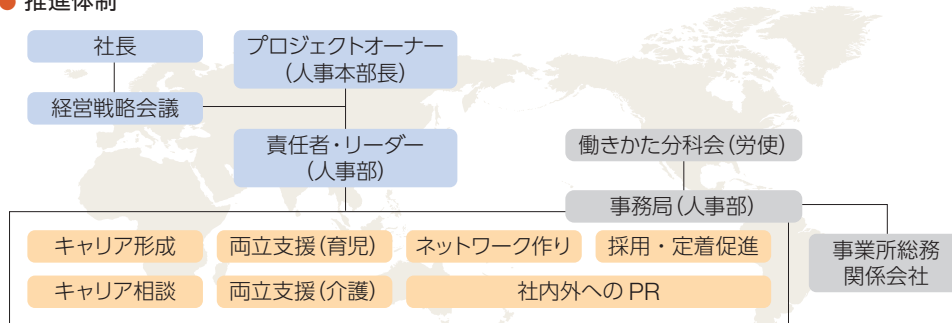 ● 推進体制
社長
プロジェクトオーナー
(人事本部長)
経営戦略会議
責任者・リーダー
(人事部)
働きかた分科会(労使)
事務局(人事部)
キャリア形成
両立支援(育児)
ネットワーク作り
採用・定着促進
事業所総務
関係会社
キャリア相談
両立支援(介護)
社内外へのPR